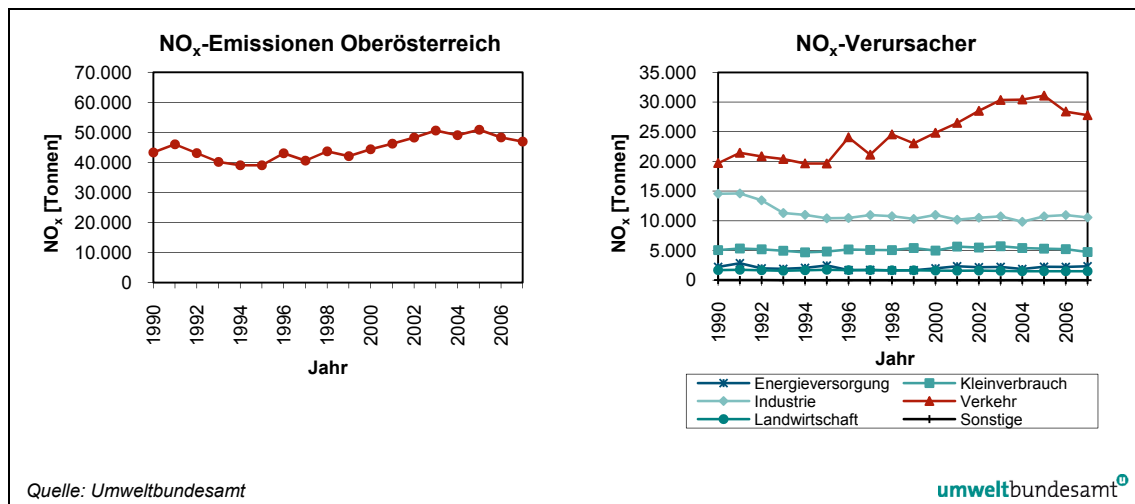 NOx-Emissionen Oberösterreich
70.000
60.000
50.000
40.000
30.000
20.000
10.000
0
NOx [Tonnen]
1990
1992
1994
1996
1998
2000
2002
2004
2006
Jahr
NOx-Verursacher
35.000
30.000
25.000
20.000
15.000
10.000
5.000
0
NOx [Tonnen]
1990
1992
1994
1996
1998
2000
2002
2004
2006
Jahr
Energieversorgung
Kleinverbrauch
Industrie
Verkehr
Landwirtschaft
Sonstige
Quelle: Umweltbundesamt
umweltbundesamt